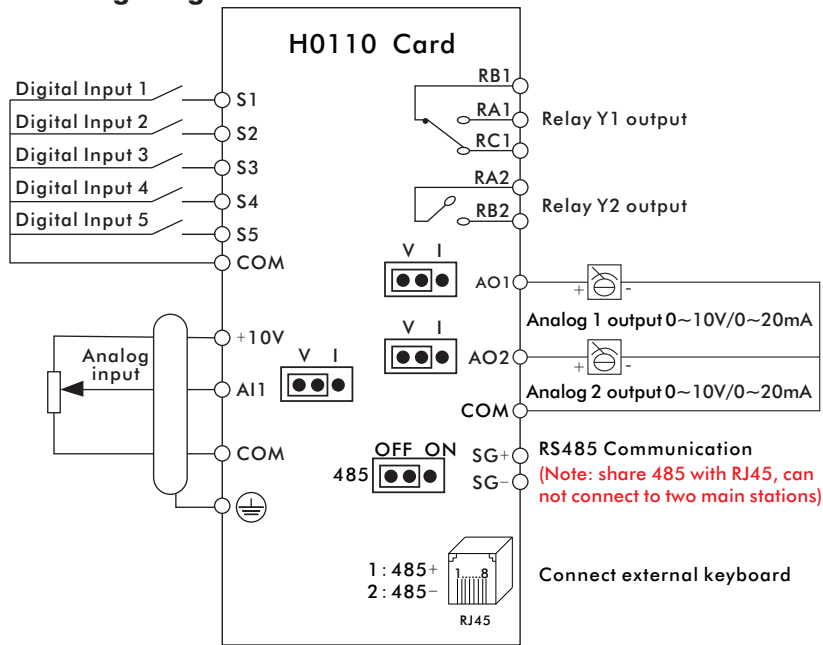 H0110 Card
Digital Input 1
S1
Digital Input 2
S2
Digital Input 3
S3
Digital Input 4
S4
Digital Input 5
S5
COM
+10V
Analog
input
AI1
V I
COM
RB1
RA1
Relay Y1 output
RC1
RA2
RB2
Relay Y2 output
V I
AO1
+ -
Analog 1 output 0~10V/0~20mA
V I
AO2
+ -
Analog 2 output 0~10V/0~20mA
COM
OFF ON
485
SG+
SG-
RS485 Communication
(Note: share 485 with RJ45, can
not connect to two main stations)
1:485+
2:485-
1......8
RJ45
Connect external keyboard